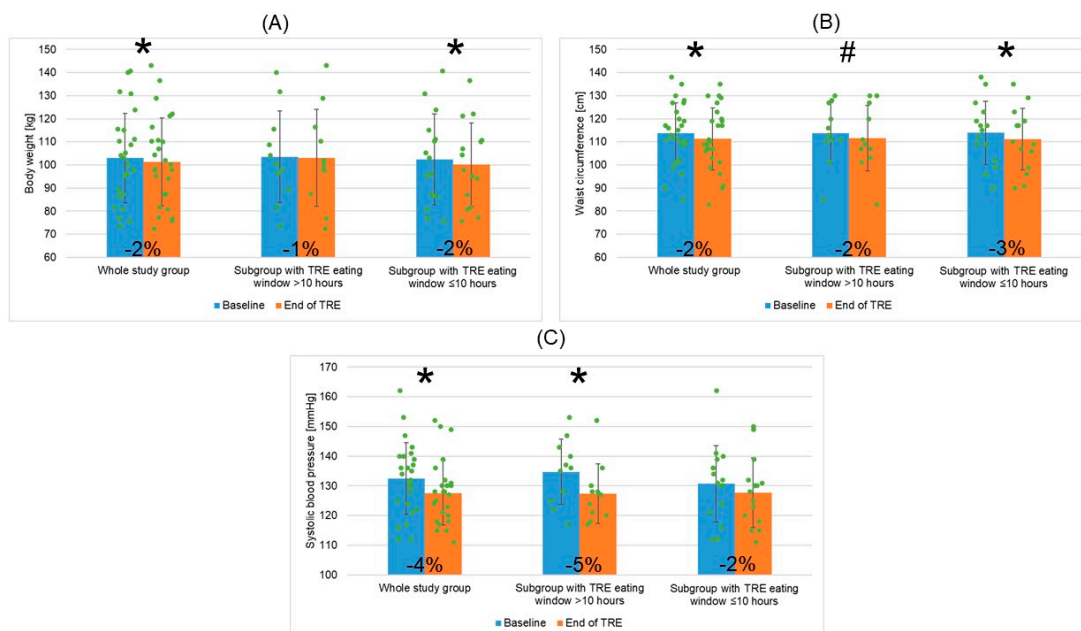 (A)
Body weight [kg]
150
140
130
120
110
100
90
80
70
60
*
*
-2%
-1%
-2%
Whole study group
Subgroup with TRE eating
window >10 hours
Subgroup with TRE eating
window ≤10 hours
Baseline
End of TRE
(B)
Waist circumference [cm]
150
140
130
120
110
100
90
80
70
60
*
#
*
-2%
-2%
-3%
Whole study group
Subgroup with TRE eating
window >10 hours
Subgroup with TRE eating
window ≤10 hours
Baseline
End of TRE
(C)
Systolic blood pressure [mmHg]
170
160
150
140
130
120
110
100
*
*
-4%
-5%
-2%
Whole study group
Subgroup with TRE eating
window >10 hours
Subgroup with TRE eating
window ≤10 hours
Baseline
End of TRE